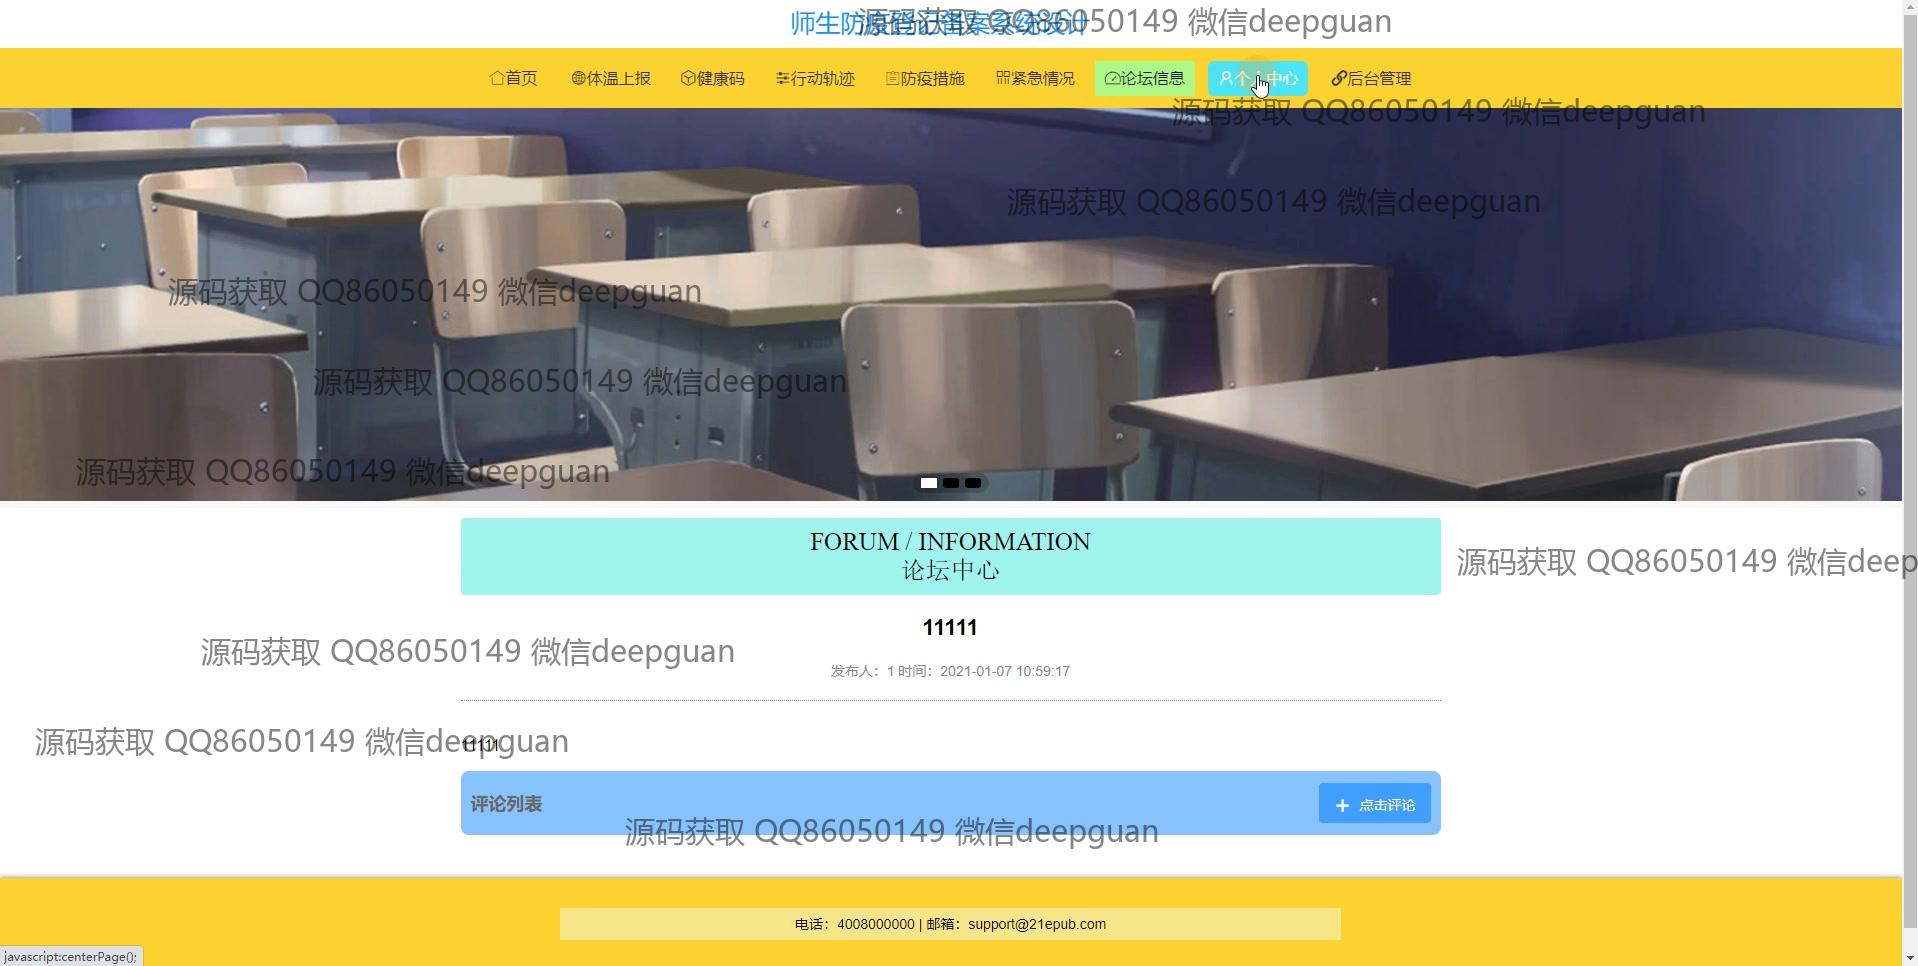 师生防疫登记备案系统设计
源码获取 QQ86050149 微信deepguan
首页 体温上报 健康码 行动轨迹 防疫措施 紧急情况 论坛信息 个人中心 后台管理
源码获取 QQ86050149 微信deepguan
源码获取 QQ86050149 微信deepguan
源码获取 QQ86050149 微信deepguan
源码获取 QQ86050149 微信deepguan
源码获取 QQ86050149 微信deepguan
FORUM / INFORMATION
源码获取 QQ86050149 微信deep
论坛中心
11111
源码获取 QQ86050149 微信deepguan
发布人：1 时间：2021-01-07 10:59:17
源码获取 QQ86050149 微信deepguan
11111
评论列表
点击评论
源码获取 QQ86050149 微信deepguan
电话：4008000000 | 邮箱：support@21epub.com
javascript:centerPage();